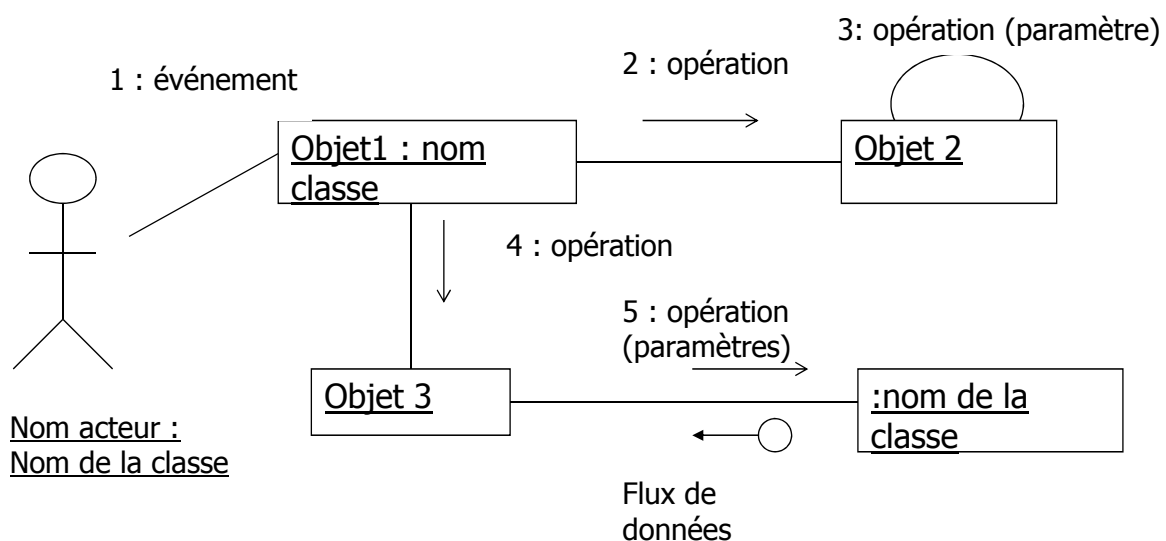 3: opération (paramètre)
2 : opération
1 : événement
Objet1 : nom
classe
Objet 2
4 : opération
5 : opération
(paramètres)
Objet 3
:nom de la
classe
Nom acteur :
Nom de la classe
Flux de
données